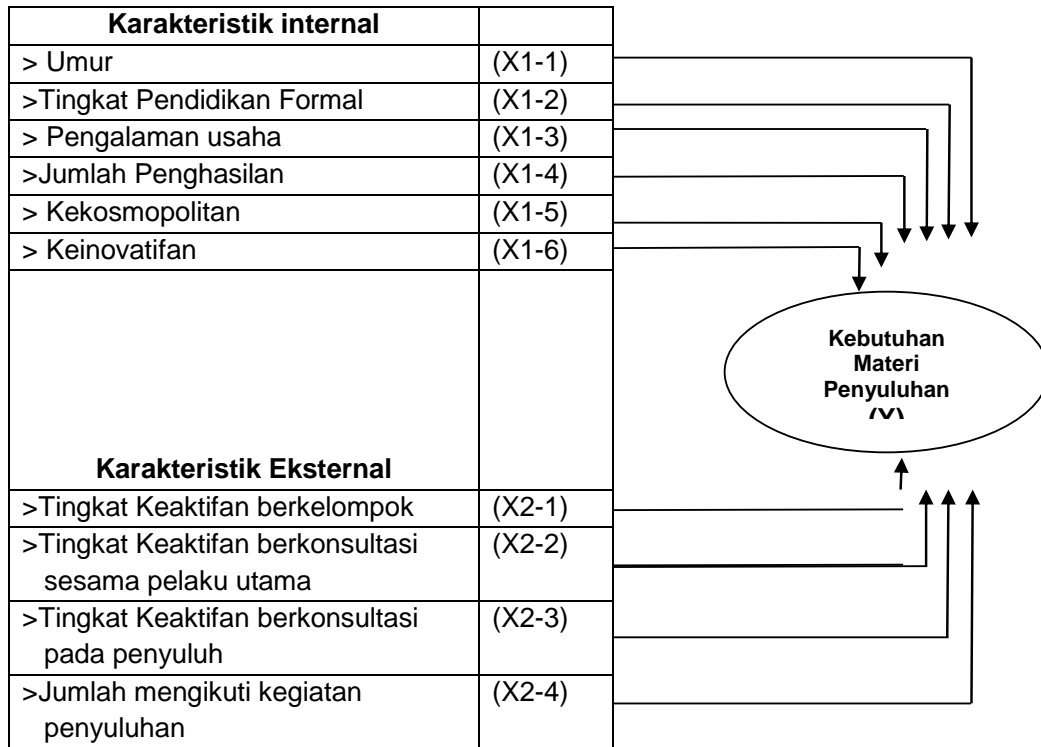 Karakteristik internal
> Umur (X1-1)
>Tingkat Pendidikan Formal (X1-2)
> Pengalaman usaha (X1-3)
>Jumlah Penghasilan (X1-4)
> Kekosmopolitan (X1-5)
> Keinovatifan (X1-6)
Kebutuhan
Materi
Penyuluhan
Karakteristik Eksternal
>Tingkat Keaktifan berkelompok (X2-1)
>Tingkat Keaktifan berkonsultasi (X2-2)
sesama pelaku utama
>Tingkat Keaktifan berkonsultasi (X2-3)
pada penyuluh
>Jumlah mengikuti kegiatan (X2-4)
penyuluhan